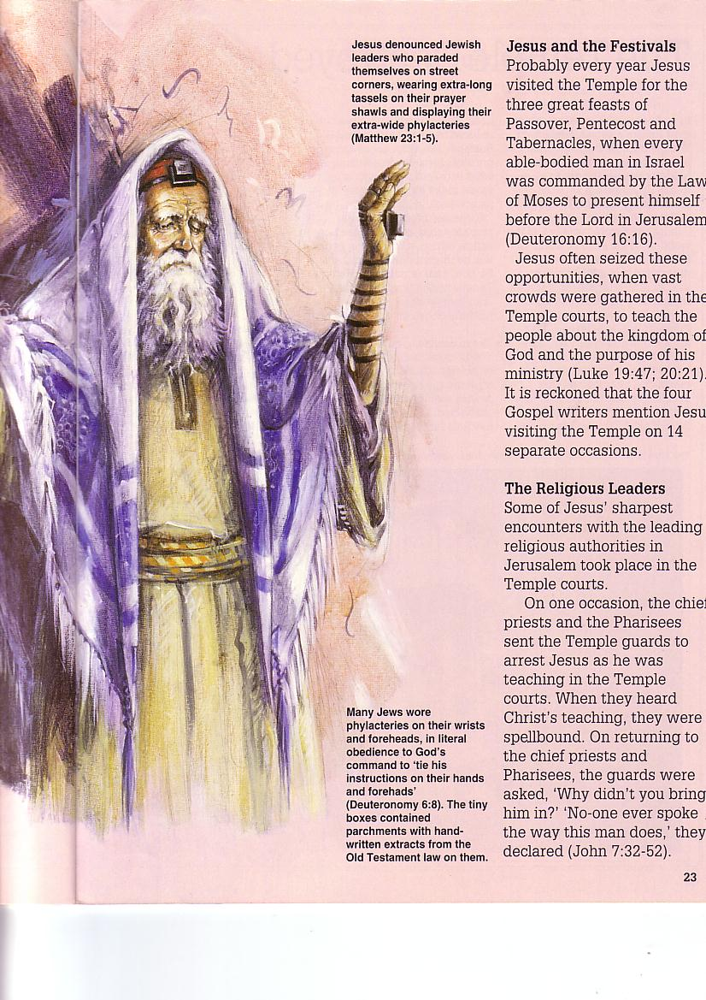 Jesus denounced Jewish
leaders who paraded
themselves on street
corners, wearing extra-long
tassels on their prayer
shawls and displaying their
extra-wide phylacteries
(Matthew 23:1-5).
Many Jews wore
phylacteries on their wrists
and foreheads, in literal
obedience to God's
command to ‘tie his
instructions on their hands
and forehads’
(Deuteronomy 6:8). The tiny
boxes contained
parchments with hand-
written extracts from the
Old Testament law on them.
Jesus and the Festivals
Probably every year Jesus
visited the Temple for the
three great feasts of
Passover, Pentecost and
Tabernacles, when every
able-bodied man in Israel
was commanded by the Law
of Moses to present himself
before the Lord in Jerusalem
(Deuteronomy 16:16).
Jesus often seized these
opportunities, when vast
crowds were gathered in the
Temple courts, to teach the
people about the kingdom of
God and the purpose of his
ministry (Luke 19:47; 20:21).
It is reckoned that the four
Gospel writers mention Jesu
visiting the Temple on 14
separate occasions.
The Religious Leaders
Some of Jesus’ sharpest
encounters with the leading
religious authorities in
Jerusalem took place in the
Temple courts.
On one occasion, the chief
priests and the Pharisees
sent the Temple guards to
arrest Jesus as he was
teaching in the Temple
courts. When they heard
Christ’s teaching, they were
spellbound. On returning to
the chief priests and
Pharisees, the guards were
asked, ‘Why didn’t you bring
him in?’ ‘No-one ever spoke
the way this man does,’ they
declared (John 7:32-52).
23